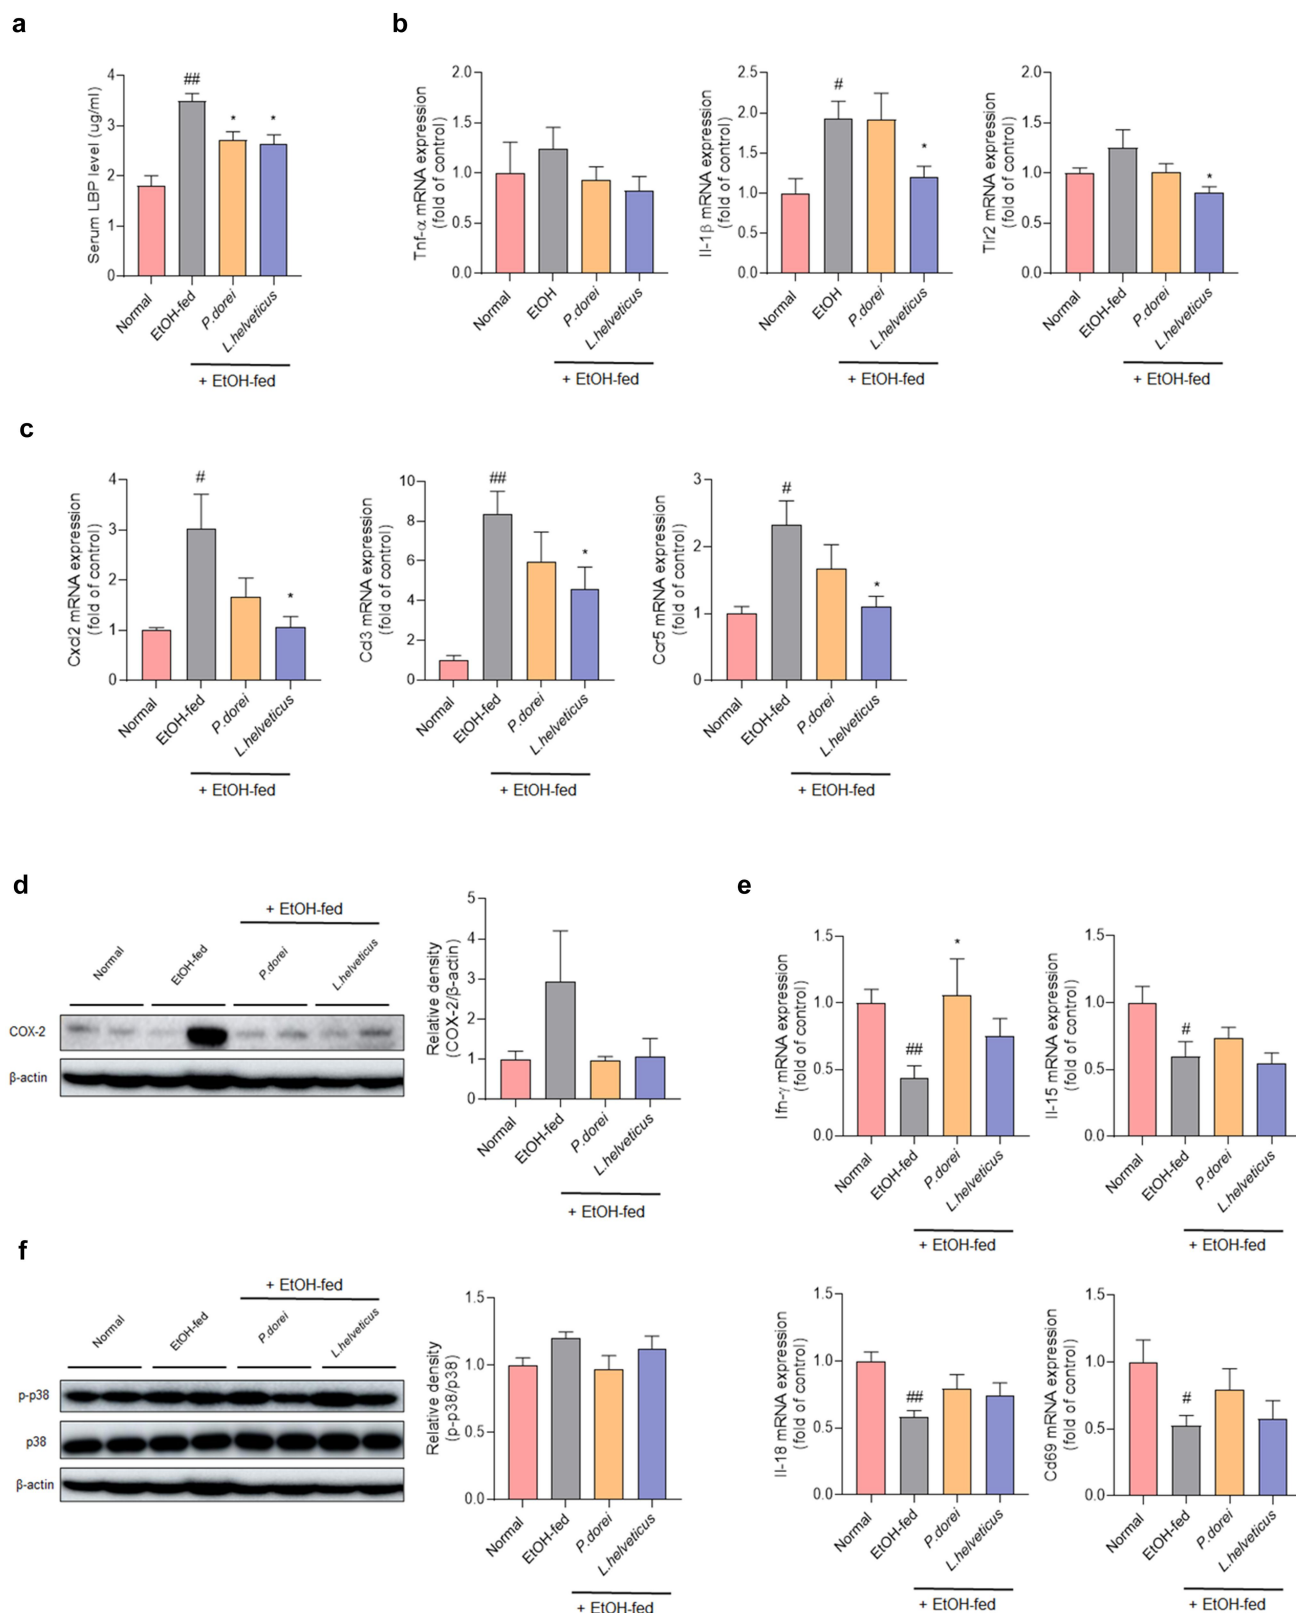 a
b
Serum LBP level (ug/ml)
4
3
2
1
0
##
*
*
Normal
EtOH-fed
P.dorei
L.helveticus
+ EtOH-fed
Tnf-α mRNA expression
(fold of control)
2.0
1.5
1.0
0.5
0.0
Normal
EtOH
P.dorei
L.helveticus
+ EtOH-fed
Il-1β mRNA expression
(fold of control)
2.5
2.0
1.5
1.0
0.5
0.0
#
*
Normal
EtOH
P.dorei
L.helveticus
+ EtOH-fed
Tlr2 mRNA expression
(fold of control)
2.0
1.5
1.0
0.5
0.0
*
Normal
EtOH-fed
P.dorei
L.helveticus
+ EtOH-fed
c
Cxcl2 mRNA expression
(fold of control)
4
3
2
1
0
#
*
Normal
EtOH-fed
P.dorei
L.helveticus
+ EtOH-fed
Cd3 mRNA expression
(fold of control)
10
8
6
4
2
0
##
*
Normal
EtOH-fed
P.dorei
L.helveticus
+ EtOH-fed
Ccr5 mRNA expression
(fold of control)
3
2
1
0
#
*
Normal
EtOH-fed
P.dorei
L.helveticus
+ EtOH-fed
d
+ EtOH-fed
Normal
EtOH-fed
P.dorei
L.helveticus
COX-2
β-actin
Relative density
(COX-2/β-actin)
5
4
3
2
1
0
Normal
EtOH-fed
P.dorei
L.helveticus
+ EtOH-fed
e
Ifn-γ mRNA expression
(fold of control)
1.5
1.0
0.5
0.0
##
*
Normal
EtOH-fed
P.dorei
L.helveticus
+ EtOH-fed
Il-15 mRNA expression
(fold of control)
1.5
1.0
0.5
0.0
#
Normal
EtOH-fed
P.dorei
L.helveticus
+ EtOH-fed
f
+ EtOH-fed
Normal
EtOH-fed
P.dorei
L.helveticus
p-p38
p38
β-actin
Relative density
(p-p38/p38)
1.5
1.0
0.5
0.0
Normal
EtOH-fed
P.dorei
L.helveticus
+ EtOH-fed
Il-18 mRNA expression
(fold of control)
1.5
1.0
0.5
0.0
##
Normal
EtOH-fed
P.dorei
L.helveticus
+ EtOH-fed
Cd69 mRNA expression
(fold of control)
1.5
1.0
0.5
0.0
#
Normal
EtOH-fed
P.dorei
L.helveticus
+ EtOH-fed